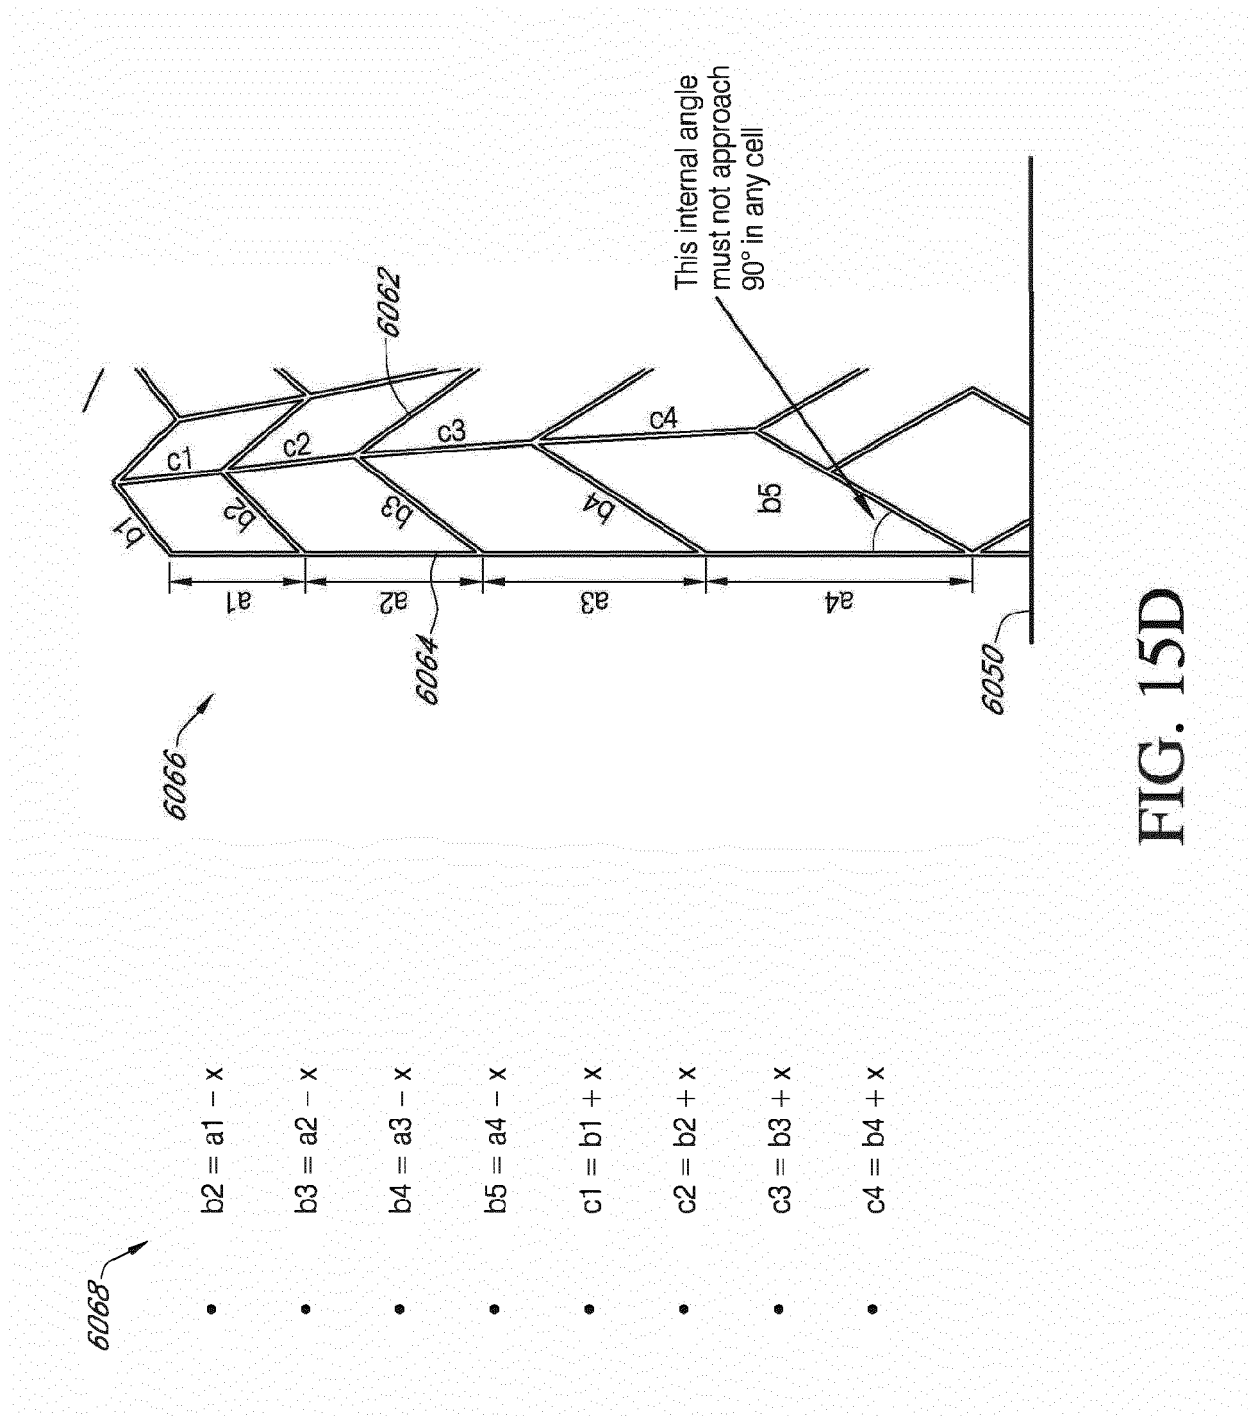 6068
• b2 = a1 – x
• b3 = a2 – x
• b4 = a3 – x
• b5 = a4 – x
• c1 = b1 + x
• c2 = b2 + x
• c3 = b3 + x
• c4 = b4 + x
6066
6064
6062
6050
a1
a2
a3
a4
b1
b2
b3
b4
b5
c1
c2
c3
c4
This internal angle
must not approach
90° in any cell
FIG. 15D